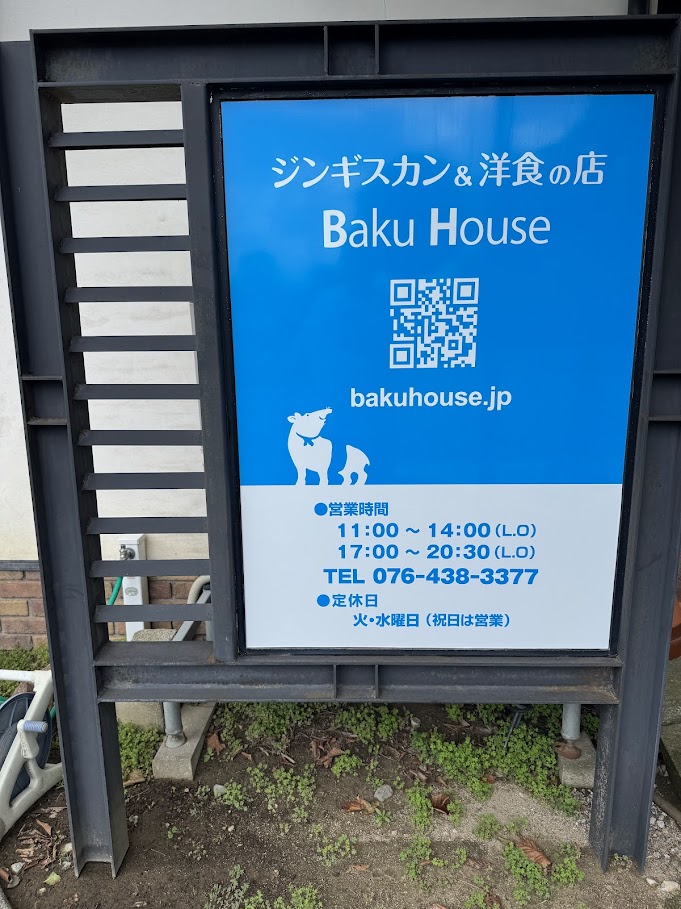 ジンギスカン&洋食の店
Baku House
bakuhouse.jp
●営業時間
11:00 ～ 14:00(L.O)
17:00 ～ 20:30(L.O)
TEL 076-438-3377
●定休日
火・水曜日(祝日は営業)